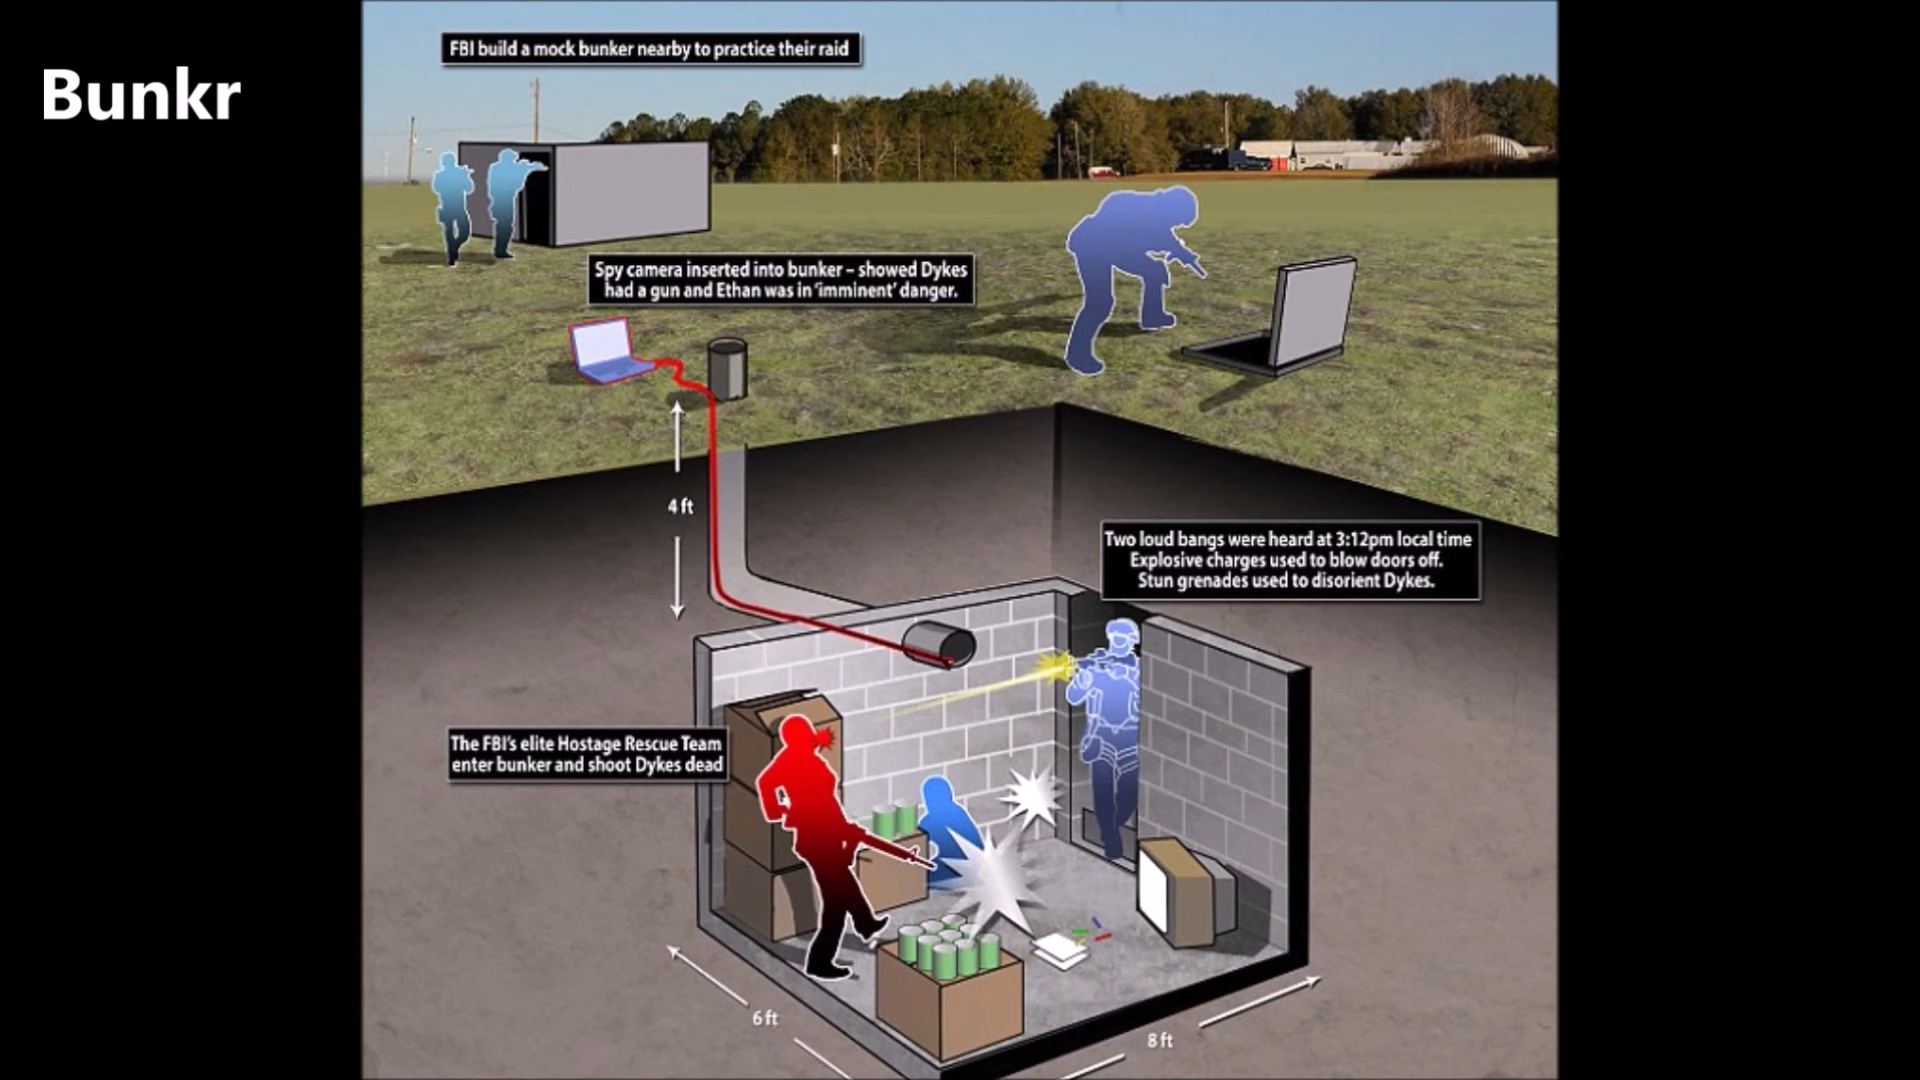 Bunkr
FBI build a mock bunker nearby to practice their raid
Spy camera inserted into bunker – showed Dykes
had a gun and Ethan was in ‘imminent’ danger.
4 ft
Two loud bangs were heard at 3:12pm local time
Explosive charges used to blow doors off.
Stun grenades used to disorient Dykes.
The FBI's elite Hostage Rescue Team
enter bunker and shoot Dykes dead
6 ft
8 ft